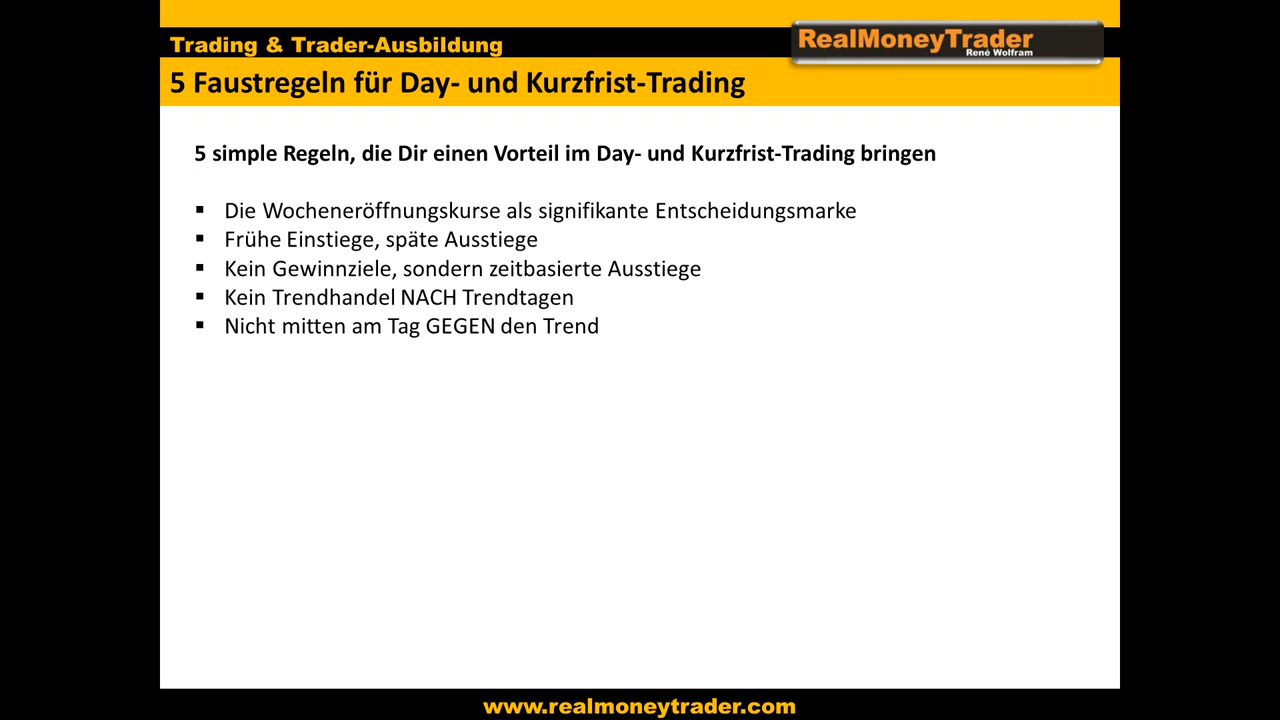 Trading & Trader-Ausbildung
RealMoneyTrader
René Wolfram
5 Faustregeln für Day- und Kurzfrist-Trading
5 simple Regeln, die Dir einen Vorteil im Day- und Kurzfrist-Trading bringen
▪ Die Wocheneröffnungskurse als signifikante Entscheidungsmarke
▪ Frühe Einstiege, späte Ausstiege
▪ Kein Gewinnziele, sondern zeitbasierte Ausstiege
▪ Kein Trendhandel NACH Trendtagen
▪ Nicht mitten am Tag GEGEN den Trend
www.realmoneytrader.com